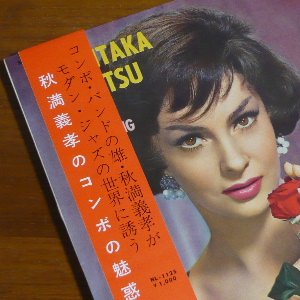 TAKA
TSU
G
コンボ・バンドの雄・秋満義孝が
モダン・ジャズの世界に誘う
秋満義孝のコンボの魅惑
NL-1125
¥1,000